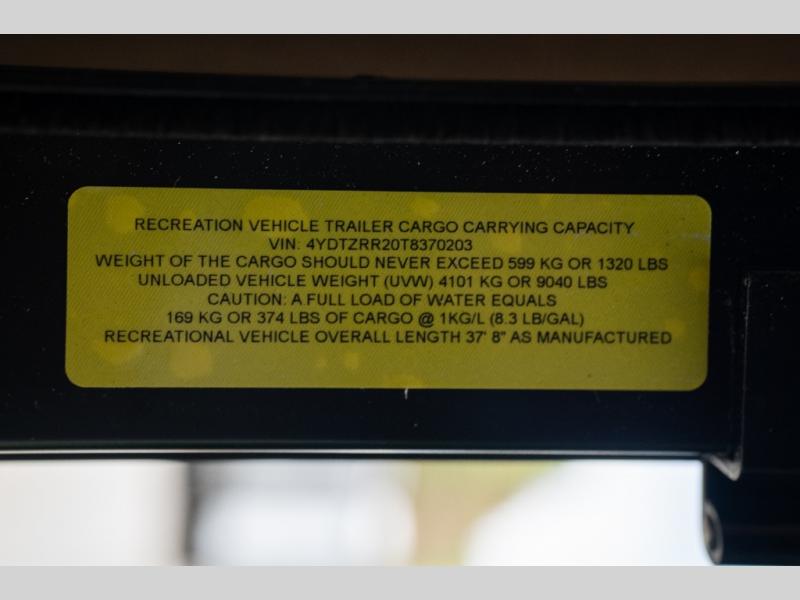 RECREATION VEHICLE TRAILER CARGO CARRYING CAPACITY
VIN: 4YDTZRR20T8370203
WEIGHT OF THE CARGO SHOULD NEVER EXCEED 599 KG OR 1320 LBS
UNLOADED VEHICLE WEIGHT (UVW) 4101 KG OR 9040 LBS
CAUTION: A FULL LOAD OF WATER EQUALS
169 KG OR 374 LBS OF CARGO @ 1KG/L (8.3 LB/GAL)
RECREATIONAL VEHICLE OVERALL LENGTH 37' 8" AS MANUFACTURED